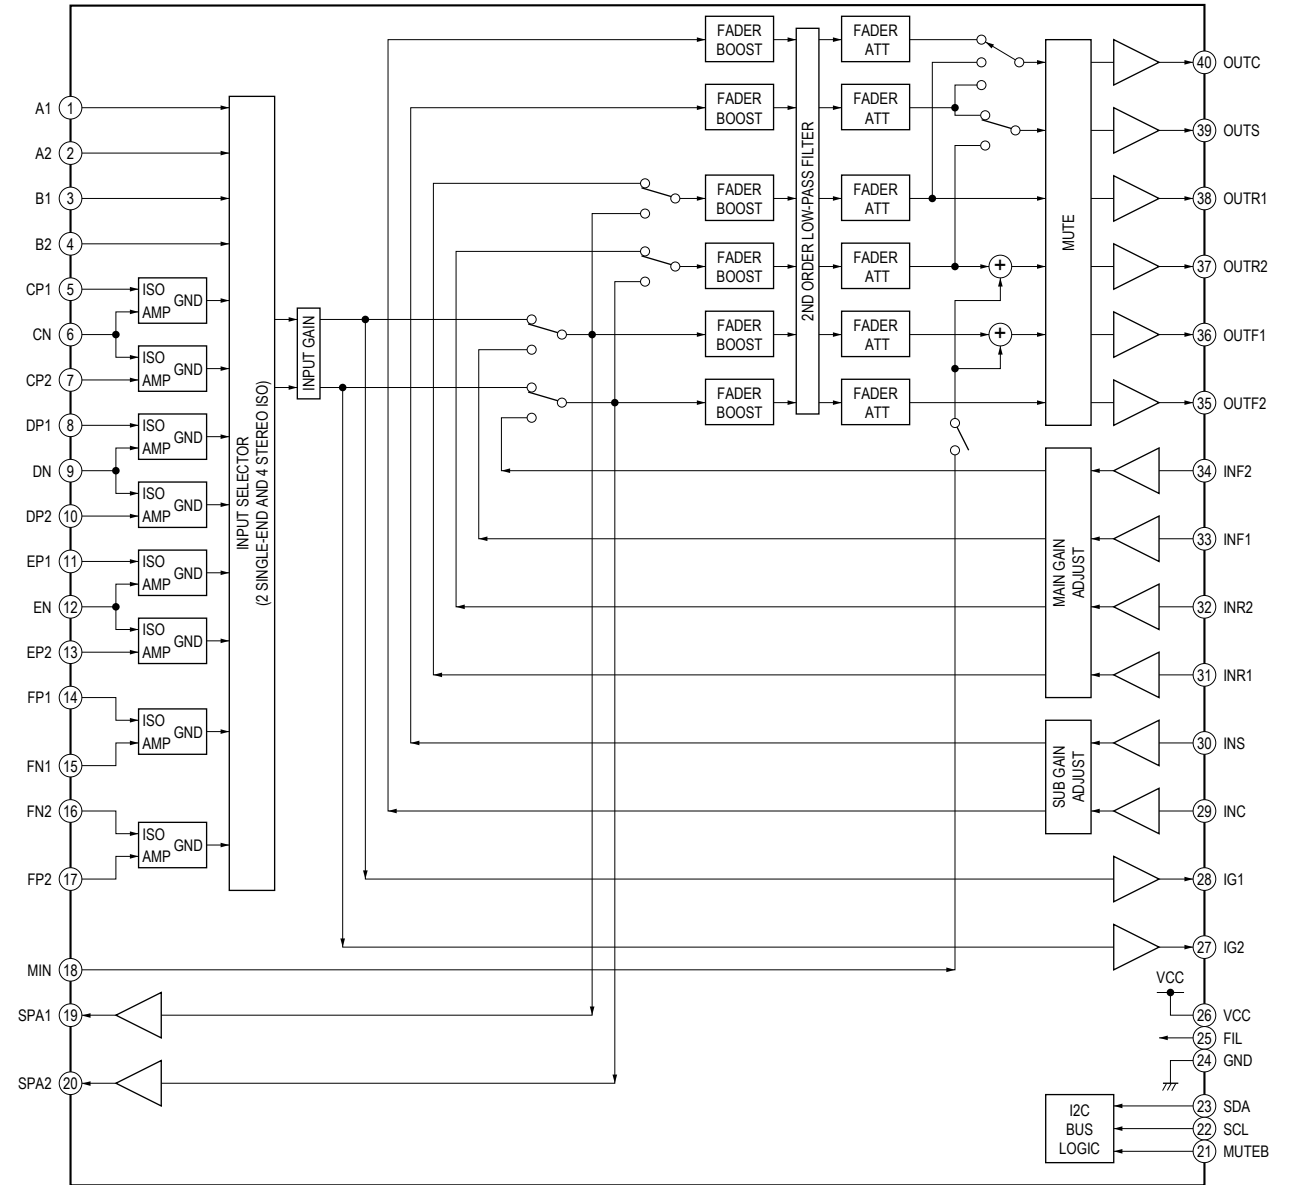 FADER
BOOST
FADER
ATT
40 OUTC
A1 1
FADER
BOOST
FADER
ATT
39 OUTS
A2 2
B1 3
FADER
BOOST
FADER
ATT
38 OUTR1
B2 4
FADER
BOOST
FADER
ATT
+
37 OUTR2
CP1 5
ISO
AMP GND
CN 6
FADER
BOOST
FADER
ATT
+
36 OUTF1
ISO
AMP GND
CP2 7
FADER
BOOST
FADER
ATT
35 OUTF2
2ND ORDER LOW-PASS FILTER
MUTE
INPUT GAIN
INPUT SELECTOR
(2 SINGLE-END AND 4 STEREO ISO)
DP1 8
ISO
AMP GND
DN 9
34 INF2
ISO
AMP GND
DP2 10
33 INF1
EP1 11
ISO
AMP GND
MAIN GAIN
ADJUST
EN 12
32 INR2
ISO
AMP GND
EP2 13
31 INR1
FP1 14
ISO
AMP GND
FN1 15
30 INS
SUB GAIN
ADJUST
FN2 16
29 INC
ISO
AMP GND
FP2 17
28 IG1
27 IG2
MIN 18
VCC
SPA1 19
26 VCC
25 FIL
24 GND
SPA2 20
I2C
BUS
LOGIC
23 SDA
22 SCL
21 MUTEB